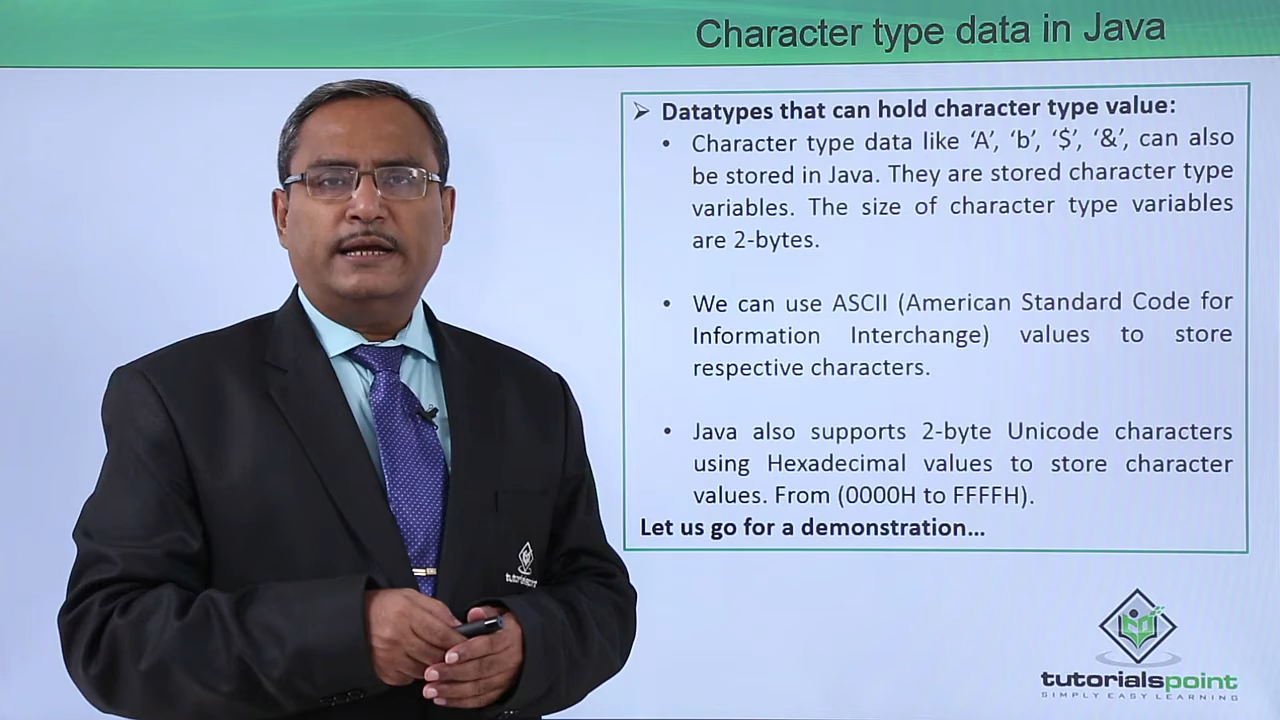 Character type data in Java
➢ Datatypes that can hold character type value:
• Character type data like ‘A’, ‘b’, ‘$’, ‘&’, can also
be stored in Java. They are stored character type
variables. The size of character type variables
are 2-bytes.
• We can use ASCII (American Standard Code for
Information Interchange) values to store
respective characters.
• Java also supports 2-byte Unicode characters
using Hexadecimal values to store character
values. From (0000H to FFFFH).
Let us go for a demonstration...
tutorialspoint
tutorialspoint
SIMPLY EASY LEARNING